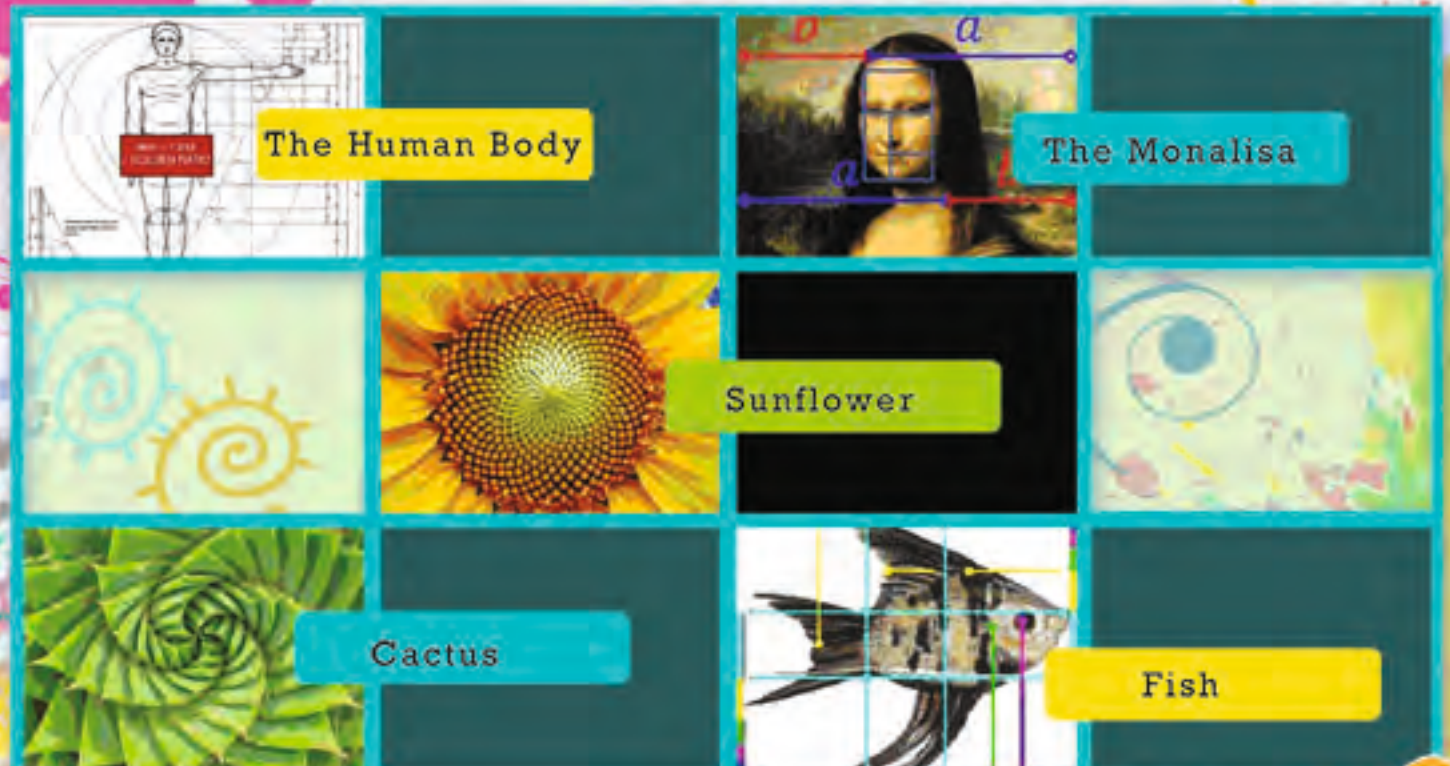 The Human Body
b
a
The Monalisa
a
Sunflower
Cactus
Fish